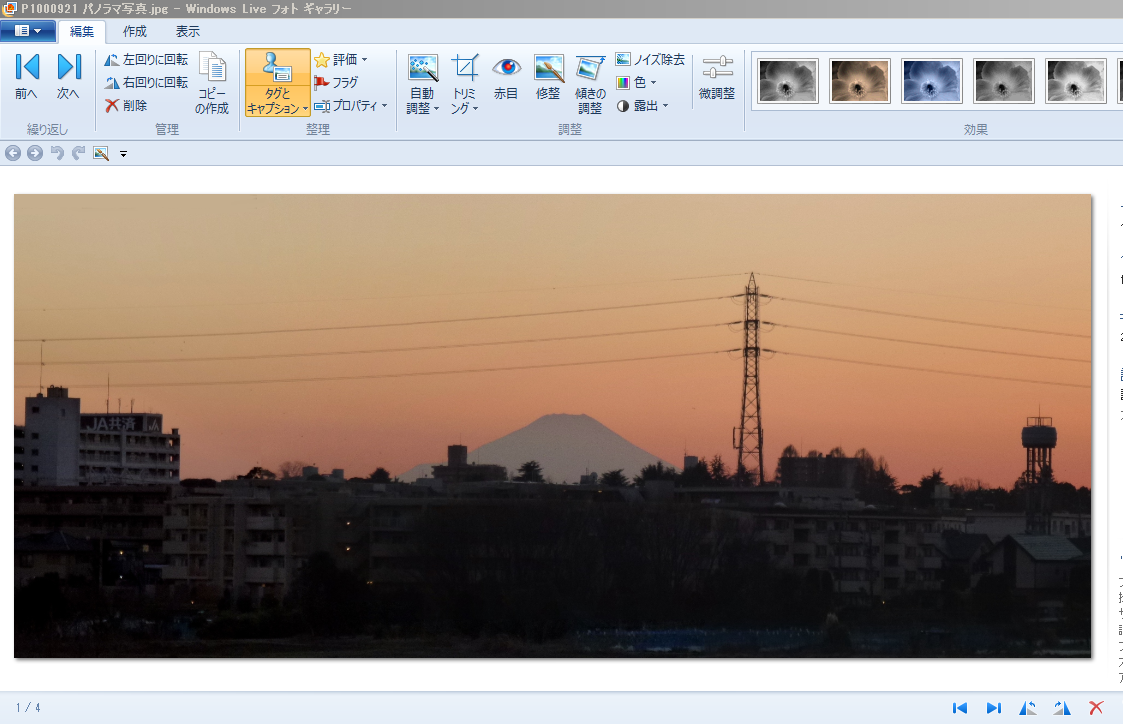 P1000921 パノラマ写真.jpg - Windows Live フォト ギャラリー
編集 作成 表示
前へ
次へ
繰り返し
左回りに回転
右回りに回転
削除
コピー
の作成
管理
タグと
キャプション
評価
フラグ
プロパティ
整理
自動
調整
トリミ
ング
赤目
修整
傾きの
調整
ノイズ除去
色
露出
調整
微調整
効果
JA共済
1 / 4